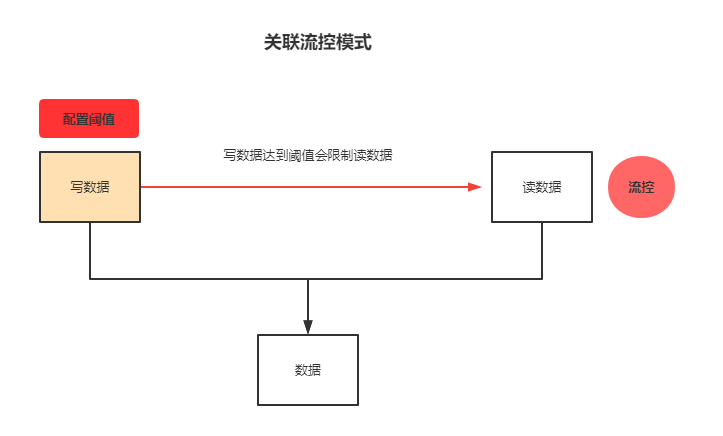 关联流控模式
配置阈值
写数据达到阈值会限制读数据
写数据
读数据
流控
数据